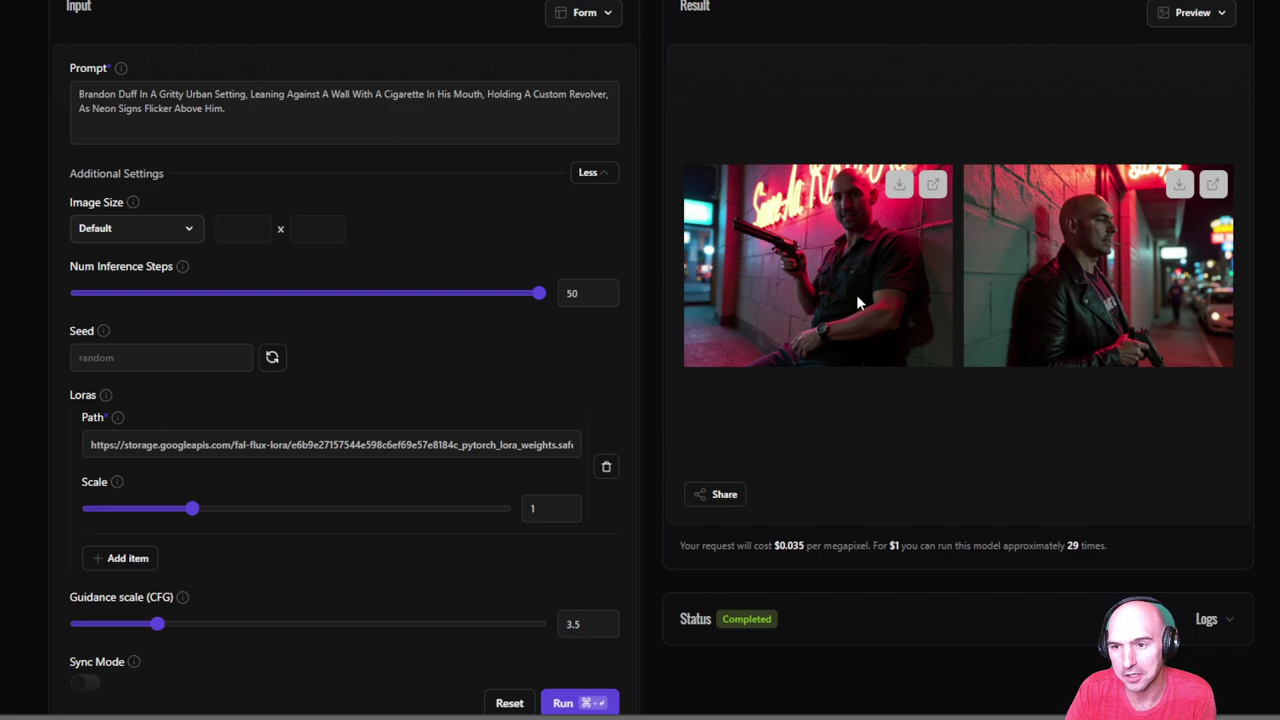 Input
Form
Result
Preview
Prompt*
Brandon Duff In A Gritty Urban Setting, Leaning Against A Wall With A Cigarette In His Mouth, Holding A Custom Revolver,
As Neon Signs Flicker Above Him.
Additional Settings
Less
Image Size
Default
x
Num Inference Steps
50
Seed
random
Loras
Path*
https://storage.googleapis.com/fal-flux-lora/e6b9e27157544e598c6ef69e57e8184c_pytorch_lora_weights.safe
Scale
1
Add item
Guidance scale (CFG)
3.5
Sync Mode
Reset
Run ⌘+↵
Share
Your request will cost $0.035 per megapixel. For $1 you can run this model approximately 29 times.
Status
Completed
Logs